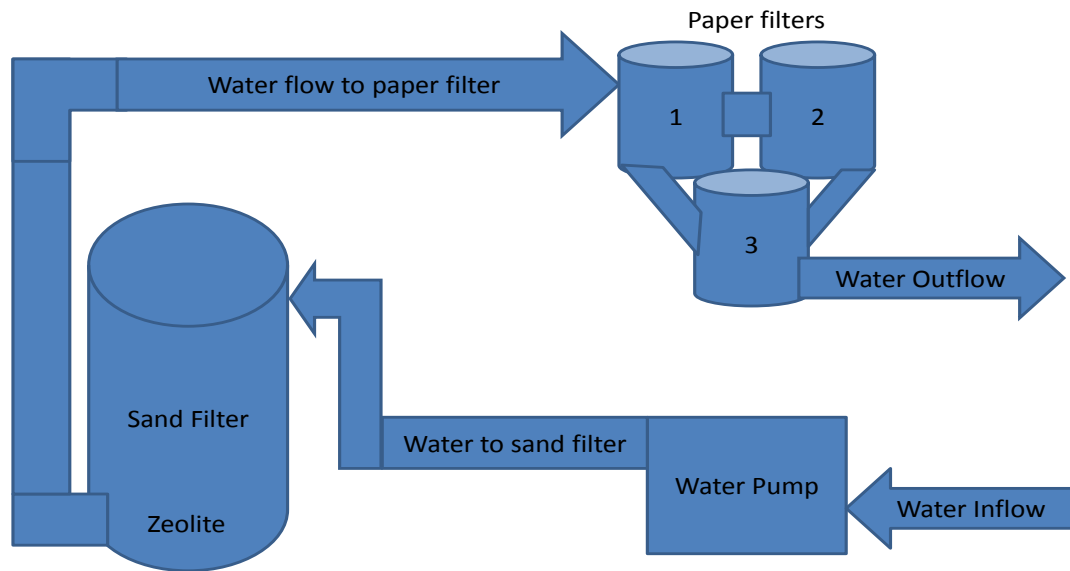 Paper filters
Water flow to paper filter
1
2
3
Water Outflow
Sand Filter
Water to sand filter
Water Pump
Water Inflow
Zeolite